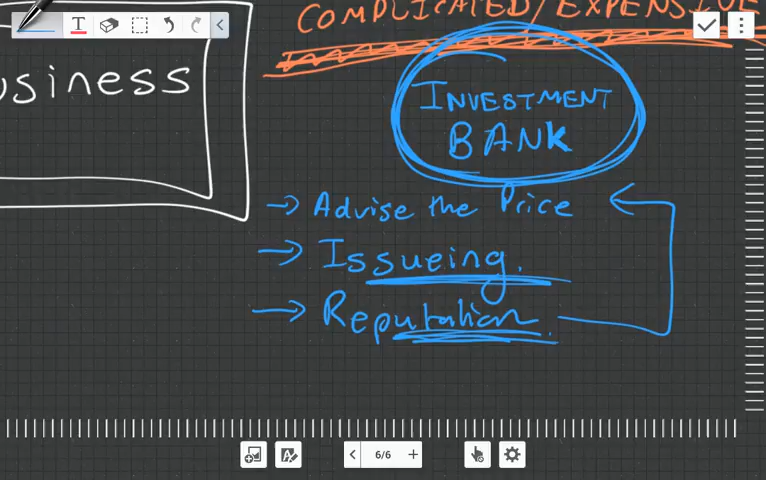 COMPLICATED/EXPENSIVE
usiness
INVESTMENT
BANK
→ Advise the Price
→ Issueing.
→ Reputation.
T
6/6